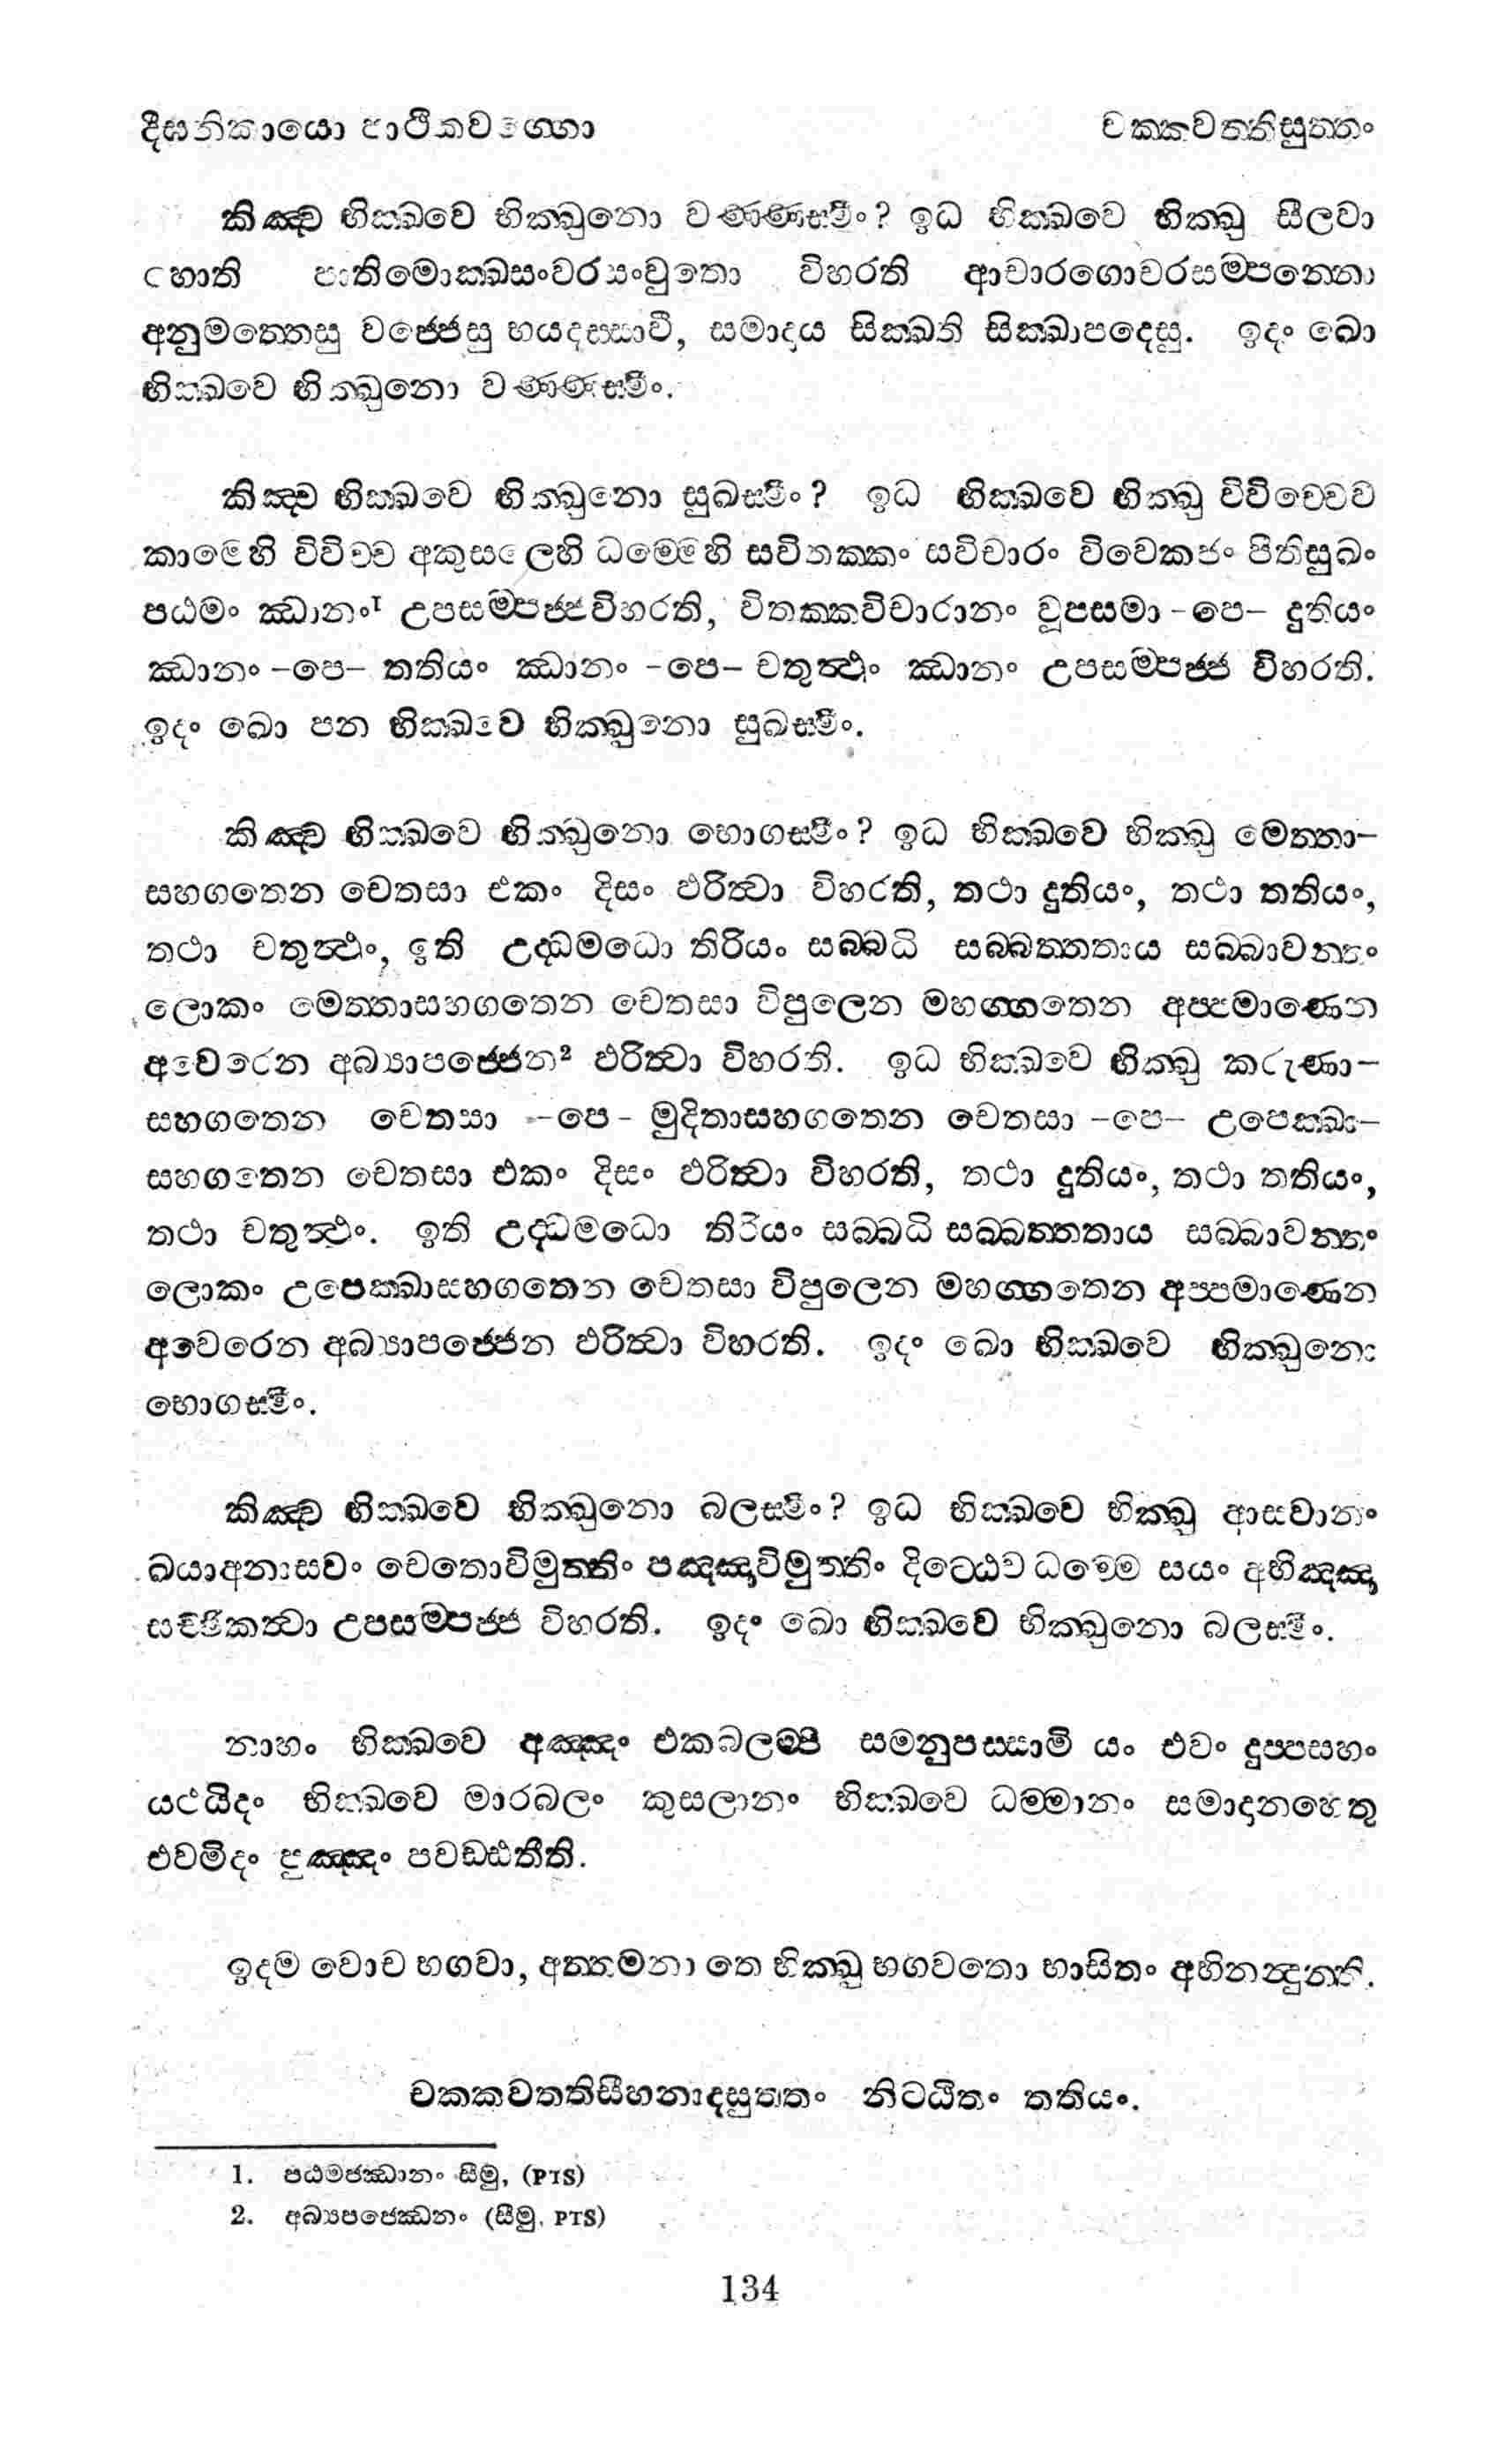 දීඝනිකායො පාථිකවග්ගො
චක්කවත්තිසුත්තං
කිඤ්ච භික්ඛවෙ භික්ඛුනො වණ්ණස්මිං? ඉධ භික්ඛවෙ භික්ඛු සීලවා
හොති පාතිමොක්ඛසංවරසංවුතො විහරති ආචාරගොචරසම්පන්නො
අනුමත්තෙසු වජ්ජෙසු භයදස්සාවී, සමාදාය සික්ඛති සික්ඛාපදෙසු. ඉදං ඛො
භික්ඛවෙ භික්ඛුනො වණ්ණස්මිං.
කිඤ්ච භික්ඛවෙ භික්ඛුනො සුඛස්මිං? ඉධ භික්ඛවෙ භික්ඛු විවිච්චෙව
කාමෙහි විවිච්ච අකුසලෙහි ධම්මෙහි සවිතක්කං සවිචාරං විවෙකජං පීතිසුඛං
පඨමං ඣානං¹ උපසම්පජ්ජවිහරති, විතක්කවිචාරානං වූපසමා -පෙ- දුතියං
ඣානං -පෙ- තතියං ඣානං -පෙ- චතුත්ථං ඣානං උපසම්පජ්ජ විහරති.
ඉදං ඛො පන භික්ඛවෙ භික්ඛුනො සුඛස්මිං.
කිඤ්ච භික්ඛවෙ භික්ඛුනො භොගස්මිං? ඉධ භික්ඛවෙ භික්ඛු මෙත්තා-
සහගතෙන චෙතසා එකං දිසං ඵරිත්වා විහරති, තථා දුතියං, තථා තතියං,
තථා චතුත්ථං, ඉති උද්ධමධො තිරියං සබ්බධි සබ්බත්තතාය සබ්බාවන්තං
ලොකං මෙත්තාසහගතෙන චෙතසා විපුලෙන මහග්ගතෙන අප්පමාණෙන
අවෙරෙන අබ්‍යාපජ්ජෙන² ඵරිත්වා විහරති. ඉධ භික්ඛවෙ භික්ඛු කරුණා-
සහගතෙන චෙතසා -පෙ- මුදිතාසහගතෙන චෙතසා -පෙ- උපෙක්ඛා-
සහගතෙන චෙතසා එකං දිසං ඵරිත්වා විහරති, තථා දුතියං, තථා තතියං,
තථා චතුත්ථං. ඉති උද්ධමධො තිරියං සබ්බධි සබ්බත්තතාය සබ්බාවන්තං
ලොකං උපෙක්ඛාසහගතෙන චෙතසා විපුලෙන මහග්ගතෙන අප්පමාණෙන
අවෙරෙන අබ්‍යාපජ්ජෙන ඵරිත්වා විහරති. ඉදං ඛො භික්ඛවෙ භික්ඛුනො
භොගස්මිං.
කිඤ්ච භික්ඛවෙ භික්ඛුනො බලස්මිං? ඉධ භික්ඛවෙ භික්ඛු ආසවානං
ඛයාඅනාසවං චෙතොවිමුත්තිං පඤ්ඤාවිමුත්තිං දිට්ඨෙව ධම්මෙ සයං අභිඤ්ඤා
සච්ඡිකත්වා උපසම්පජ්ජ විහරති. ඉදං ඛො භික්ඛවෙ භික්ඛුනො බලස්මිං.
නාහං භික්ඛවෙ අඤ්ඤං එකබලම්පි සමනුපස්සාමි යං එවං දුප්පසහං
යථයිදං භික්ඛවෙ මාරබලං කුසලානං භික්ඛවෙ ධම්මානං සමාදානහෙතු
එවමිදං පුඤ්ඤං පවඩ්ඪතීති.
ඉදම වොච භගවා, අත්තමනා තෙ භික්ඛු භගවතො භාසිතං අභිනන්දුන්ති.
චක්කවත්තිසීහනාදසුත්තං නිට්ඨිතං තතියං.
1. පඨමජ්ඣානං සීමු, (PTS)
2. අබ්‍යපජ්ඣෙනං (සීමු, PTS)
134